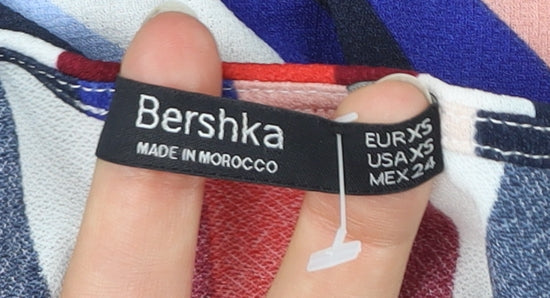 Bershka
MADE IN MOROCCO
EUR XS
USA XS
MEX 24